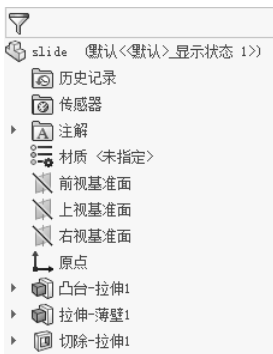 slide (默认<<默认>_显示状态 1>)
历史记录
传感器
A 注解
材质 <未指定>
前视基准面
上视基准面
右视基准面
原点
凸台-拉伸1
拉伸-薄壁1
切除-拉伸1